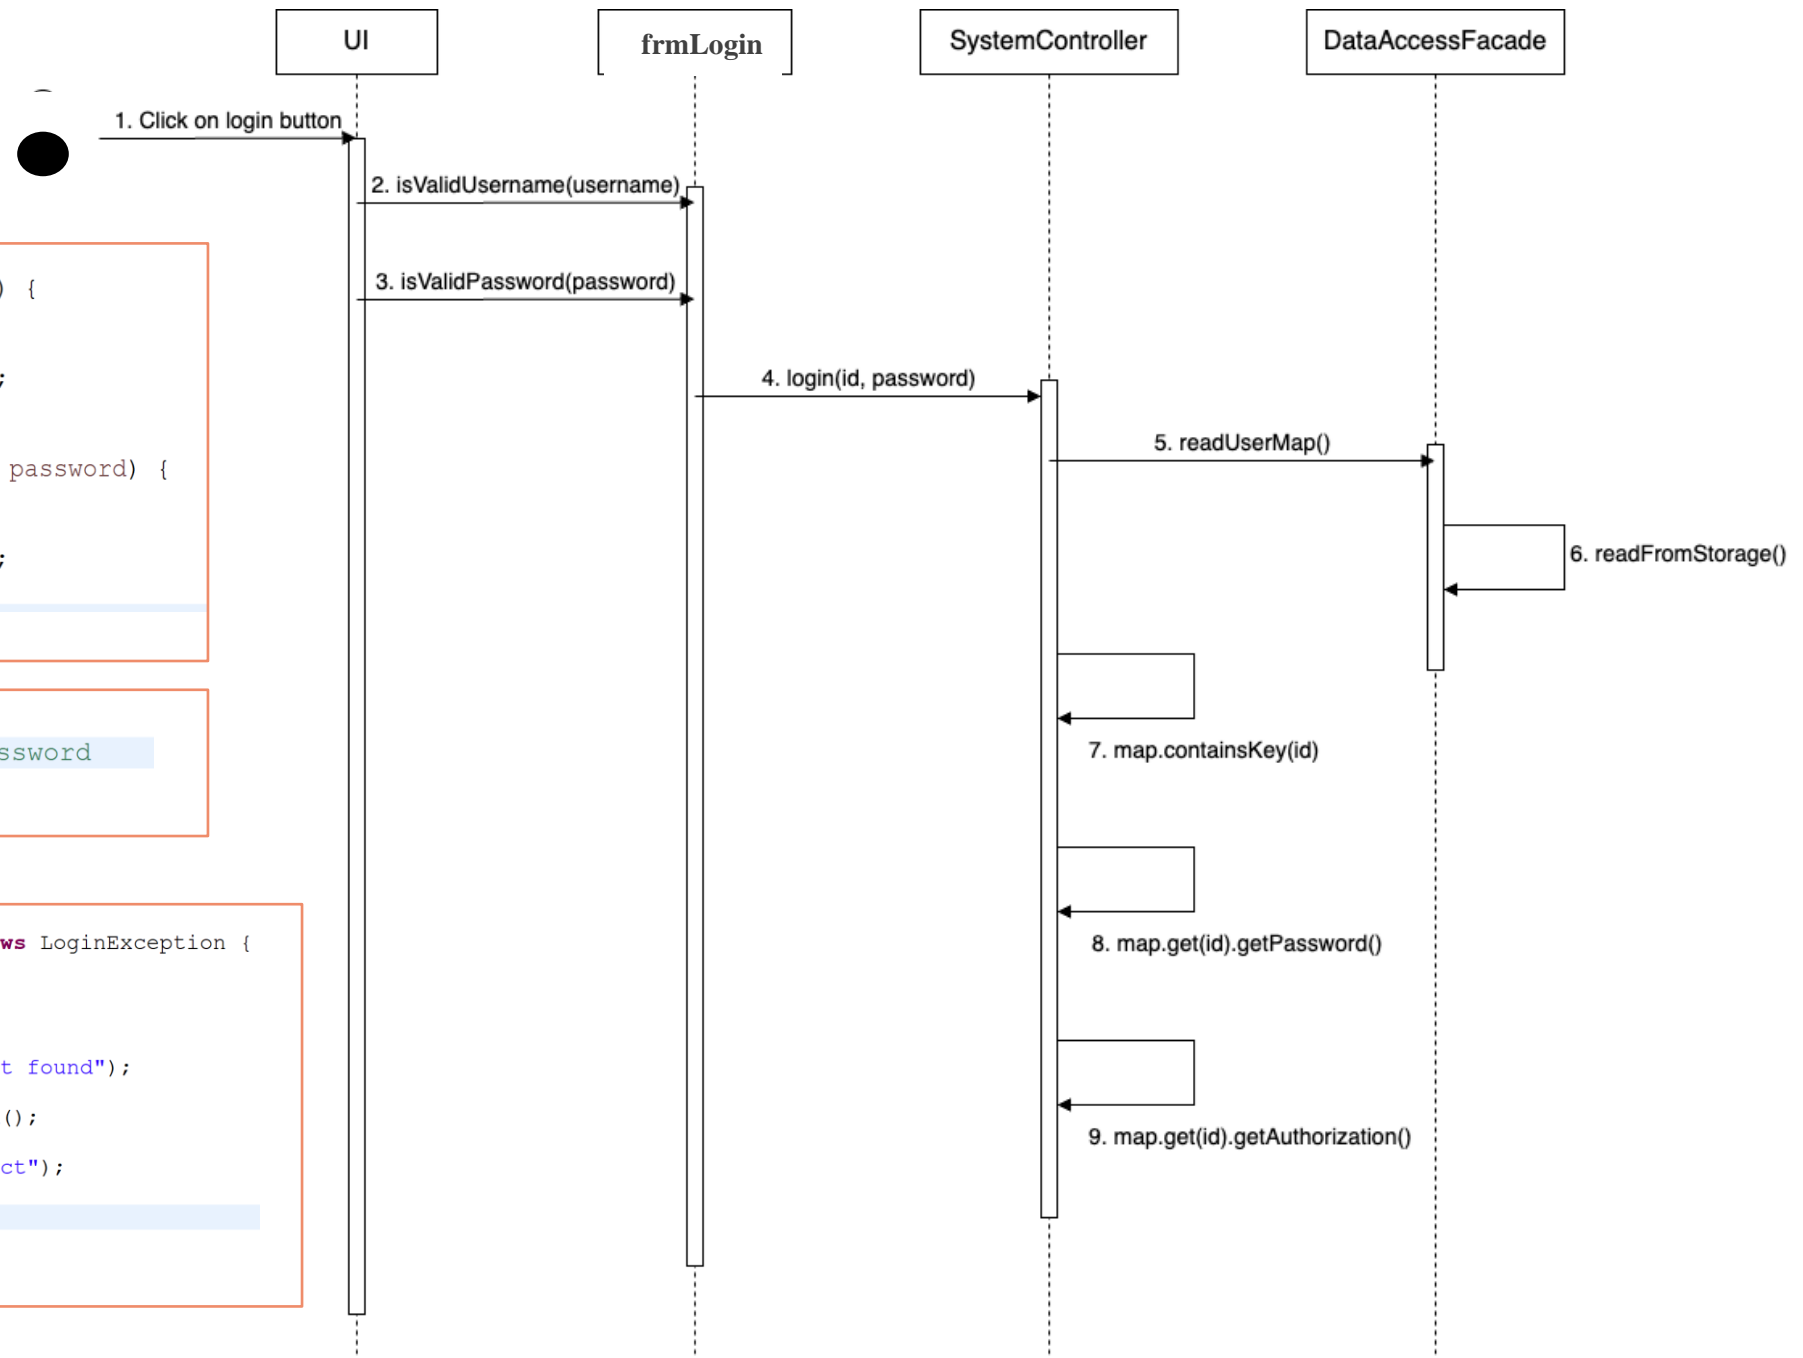 UI
frmLogin
SystemController
DataAccessFacade
1. Click on login button
2. isValidUsername(username)
3. isValidPassword(password)
4. login(id, password)
5. readUserMap()
6. readFromStorage()
7. map.containsKey(id)
8. map.get(id).getPassword()
9. map.get(id).getAuthorization()
) {
;
password) {
;
ssword
ws LoginException {
t found");
();
ct");